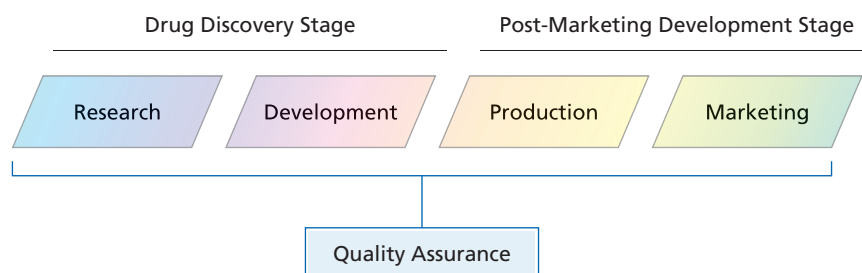 Drug Discovery Stage
Post-Marketing Development Stage
Research
Development
Production
Marketing
Quality Assurance